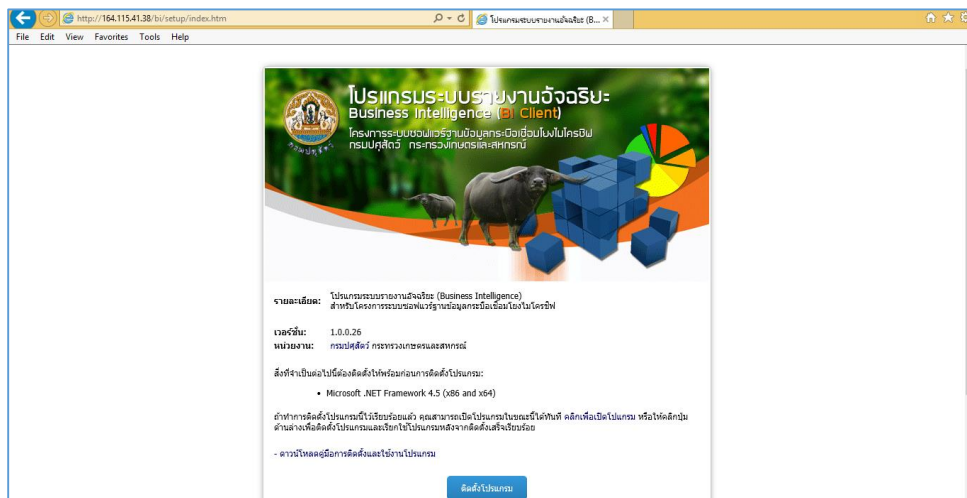 http://164.115.41.38/bi/setup/index.htm
โปรแกรมระบบรายงานอัจฉริยะ (B...
File Edit View Favorites Tools Help
โปรแกรมระบบรายงานอัจฉริยะ
Business Intelligence (BI Client)
โครงการระบบซอฟแวร์ฐานข้อมูลกระบือเชื่อมโยงไมโครชิฟ
กรมปศุสัตว์ กระทรวงเกษตรและสหกรณ์
กรมปศุสัตว์
รายละเอียด: โปรแกรมระบบรายงานอัจฉริยะ (Business Intelligence)
สำหรับโครงการระบบซอฟแวร์ฐานข้อมูลกระบือเชื่อมโยงไมโครชิฟ
เวอร์ชั่น: 1.0.0.26
หน่วยงาน: กรมปศุสัตว์ กระทรวงเกษตรและสหกรณ์
สิ่งที่จำเป็นต่อไปนี้ต้องติดตั้งให้พร้อมก่อนการติดตั้งโปรแกรม:
• Microsoft .NET Framework 4.5 (x86 and x64)
ถ้าทำการติดตั้งโปรแกรมนี้ไว้เรียบร้อยแล้ว คุณสามารถเปิดโปรแกรมในขณะนี้ได้ทันที คลิกเพื่อเปิดโปแกรม หรือให้คลิกปุ่ม
ด้านล่างเพื่อติดตั้งโปรแกรมและเรียกใช้โปรแกรมหลังจากติดตั้งเสร็จเรียบร้อย
- ดาวน์โหลดคู่มือการติดตั้งและใช้งานโปรแกรม
ติดตั้งโปรแกรม